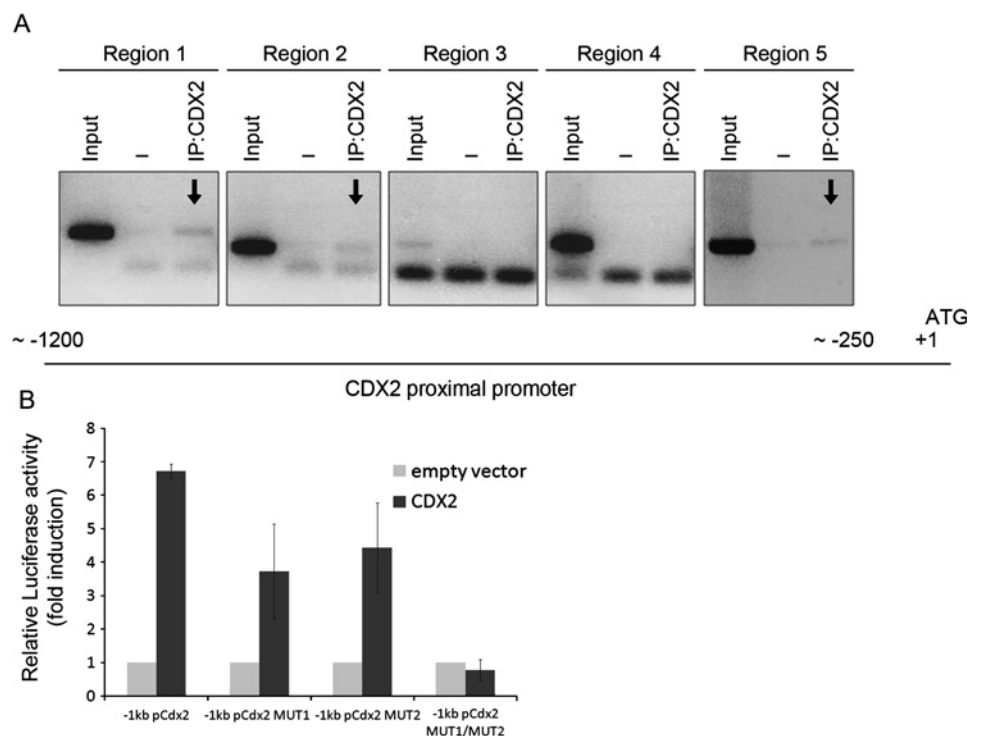 A
Region 1 Region 2 Region 3 Region 4 Region 5
Input – IP:CDX2 Input – IP:CDX2 Input – IP:CDX2 Input – IP:CDX2 Input – IP:CDX2
ATG
~ -1200 ~ -250 +1
CDX2 proximal promoter
B
Relative Luciferase activity
(fold induction)
8
7
6
5
4
3
2
1
0
empty vector
CDX2
-1kb pCdx2 -1kb pCdx2 MUT1 -1kb pCdx2 MUT2 -1kb pCdx2
MUT1/MUT2